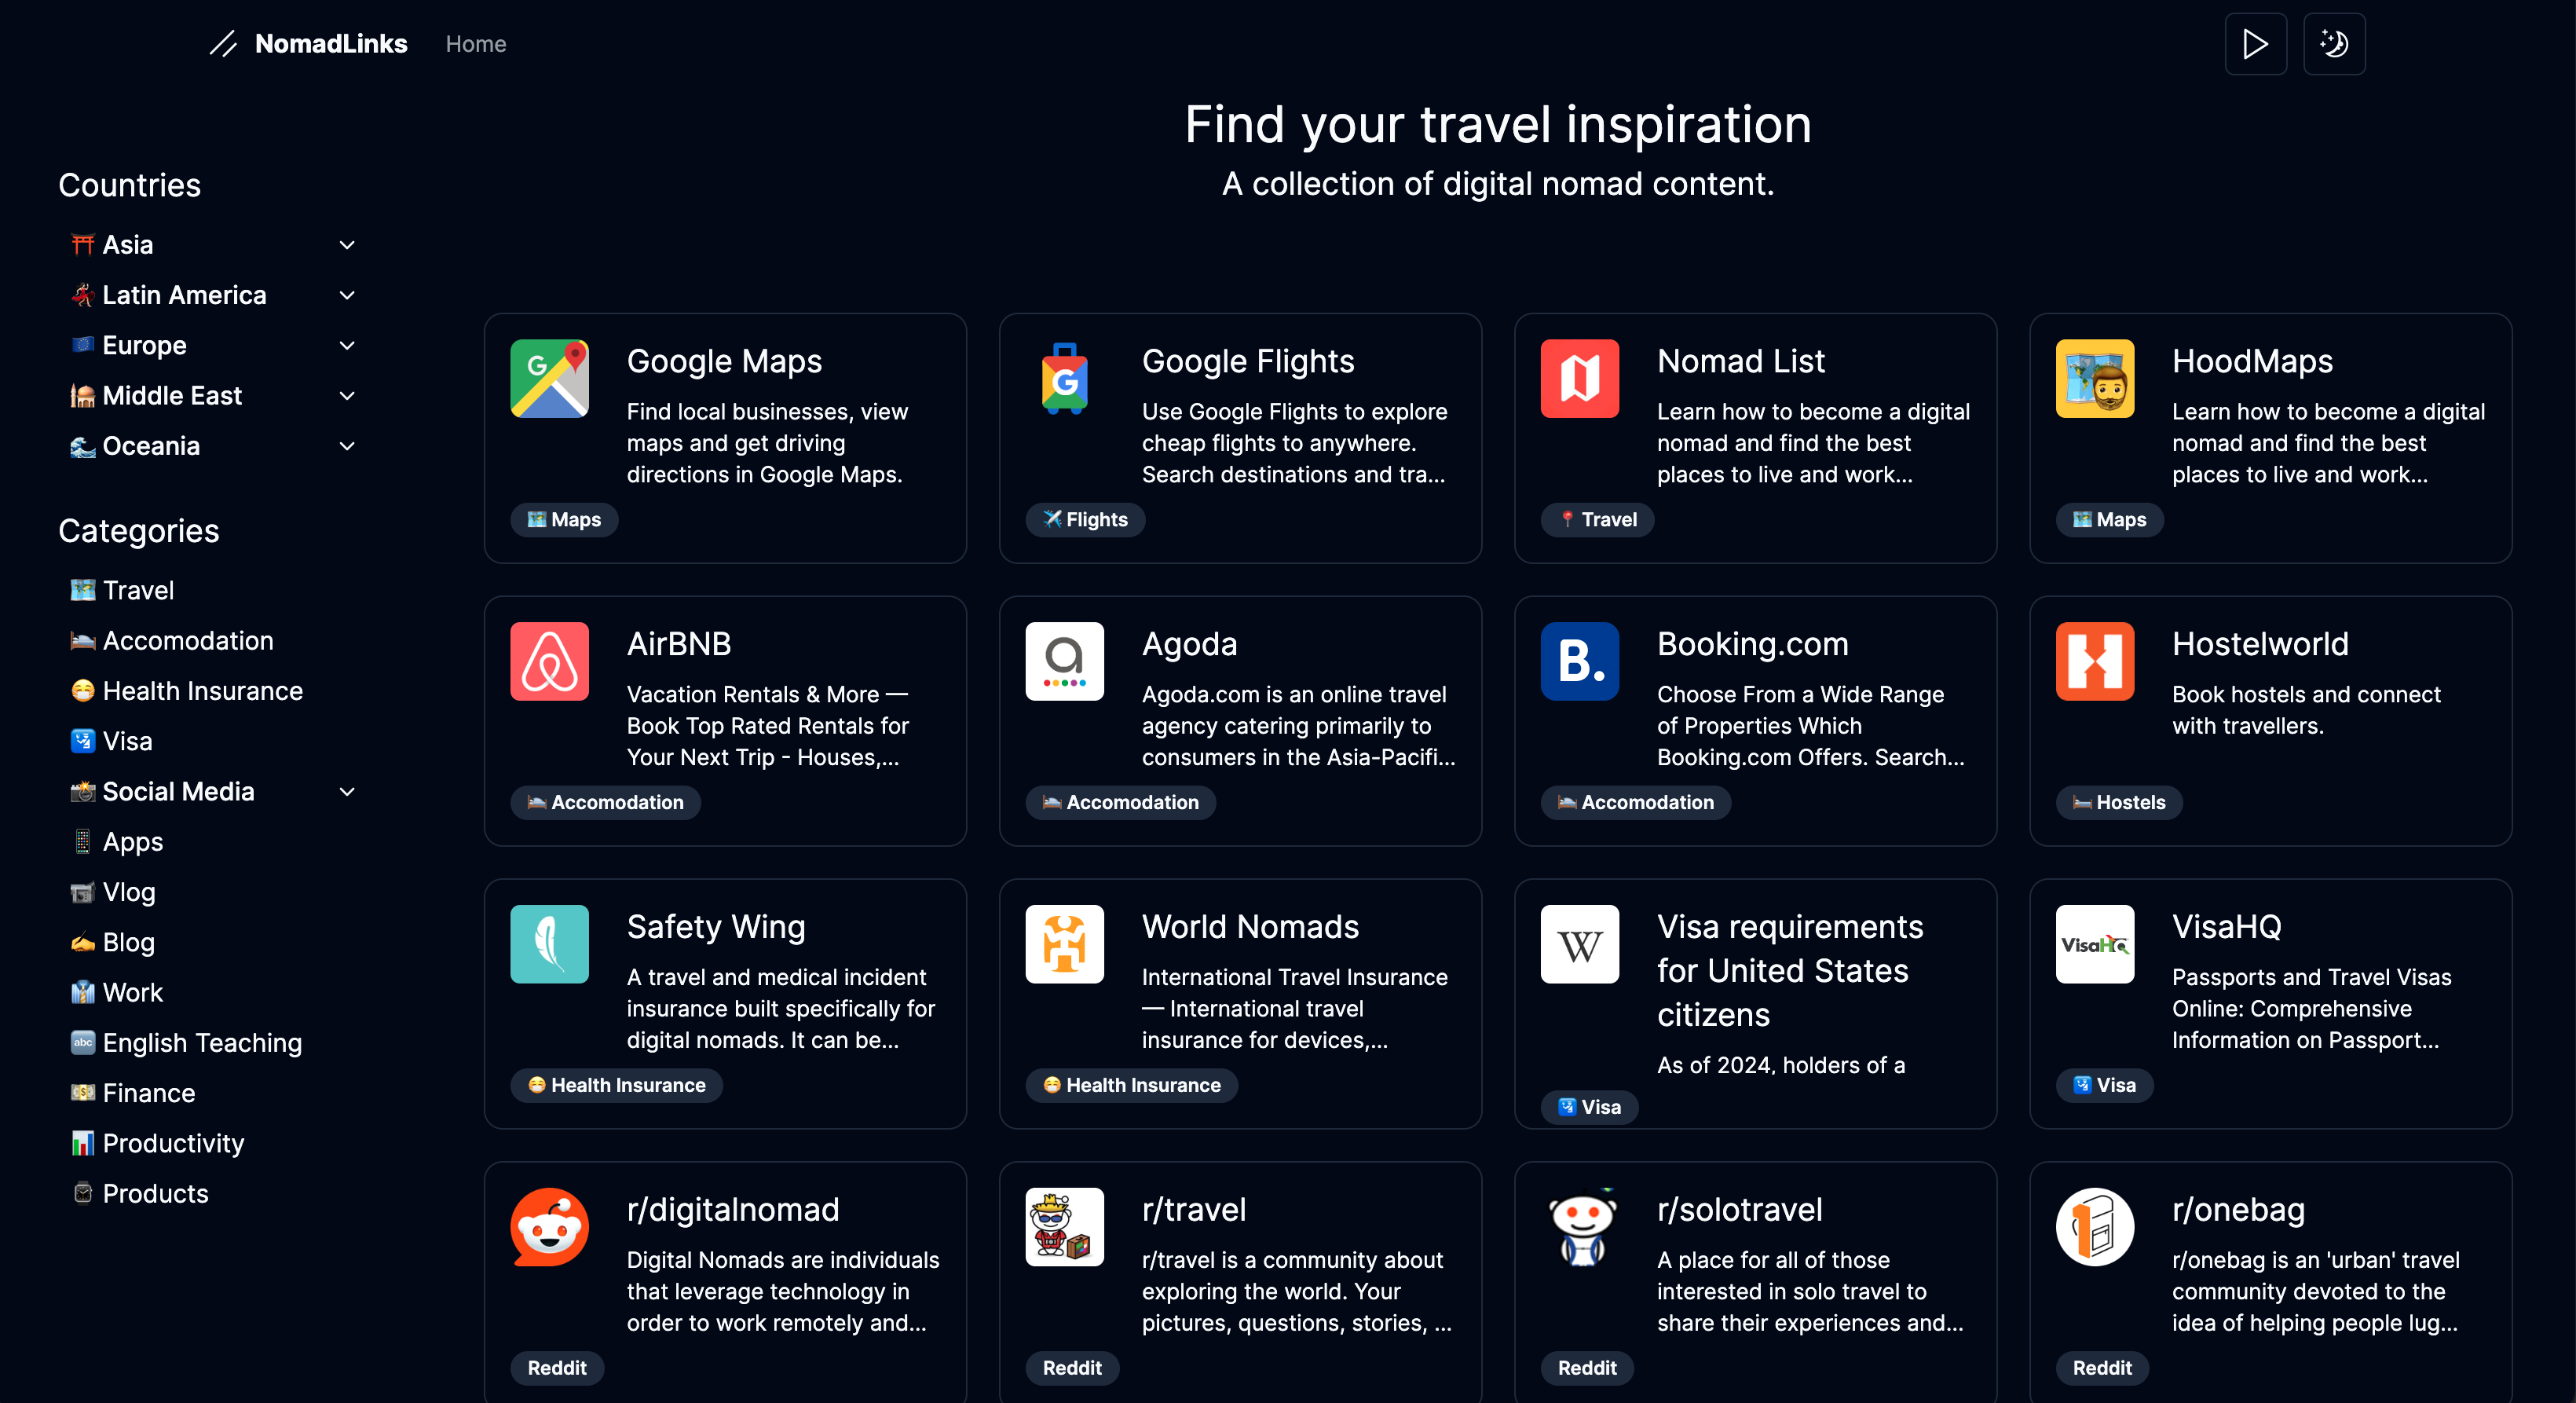 NomadLinks
Home
Find your travel inspiration
A collection of digital nomad content.
Countries
Asia
Latin America
Europe
Middle East
Oceania
Categories
Travel
Accomodation
Health Insurance
Visa
Social Media
Apps
Vlog
Blog
Work
abc English Teaching
Finance
Productivity
Products
G
Google Maps
Find local businesses, view
maps and get driving
directions in Google Maps.
Maps
G
Google Flights
Use Google Flights to explore
cheap flights to anywhere.
Search destinations and tra...
Flights
Nomad List
Learn how to become a digital
nomad and find the best
places to live and work...
Travel
HoodMaps
Learn how to become a digital
nomad and find the best
places to live and work...
Maps
AirBNB
Vacation Rentals & More —
Book Top Rated Rentals for
Your Next Trip - Houses,...
Accomodation
a
Agoda
Agoda.com is an online travel
agency catering primarily to
consumers in the Asia-Pacifi...
Accomodation
B.
Booking.com
Choose From a Wide Range
of Properties Which
Booking.com Offers. Search...
Accomodation
H
Hostelworld
Book hostels and connect
with travellers.
Hostels
Safety Wing
A travel and medical incident
insurance built specifically for
digital nomads. It can be...
Health Insurance
World Nomads
International Travel Insurance
— International travel
insurance for devices,...
Health Insurance
W
Visa requirements
for United States
citizens
As of 2024, holders of a
Visa
VisaHQ
VisaHQ
Passports and Travel Visas
Online: Comprehensive
Information on Passport...
Visa
r/digitalnomad
Digital Nomads are individuals
that leverage technology in
order to work remotely and...
Reddit
r/travel
r/travel is a community about
exploring the world. Your
pictures, questions, stories, ...
Reddit
r/solotravel
A place for all of those
interested in solo travel to
share their experiences and...
Reddit
1
r/onebag
r/onebag is an 'urban' travel
community devoted to the
idea of helping people lug...
Reddit